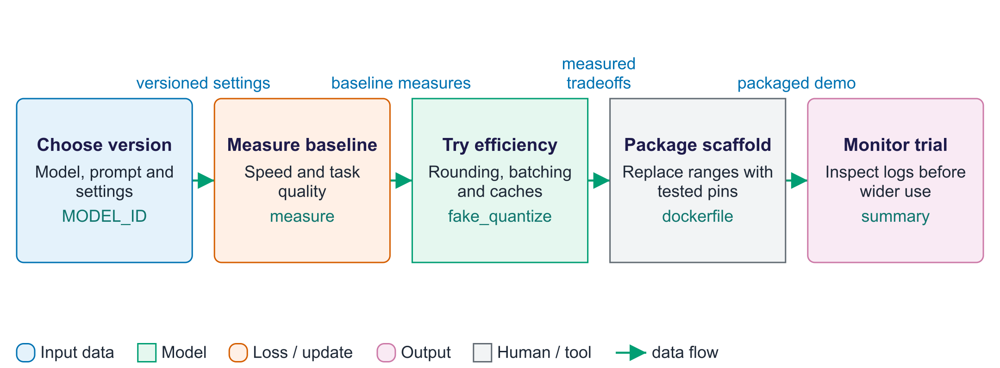 versioned settings
baseline measures
measured
tradeoffs
packaged demo
Choose version
Model, prompt and
settings
MODEL_ID
Measure baseline
Speed and task
quality
measure
Try efficiency
Rounding, batching
and caches
fake_quantize
Package scaffold
Replace ranges with
tested pins
dockerfile
Monitor trial
Inspect logs before
wider use
summary
Input data
Model
Loss / update
Output
Human / tool
data flow